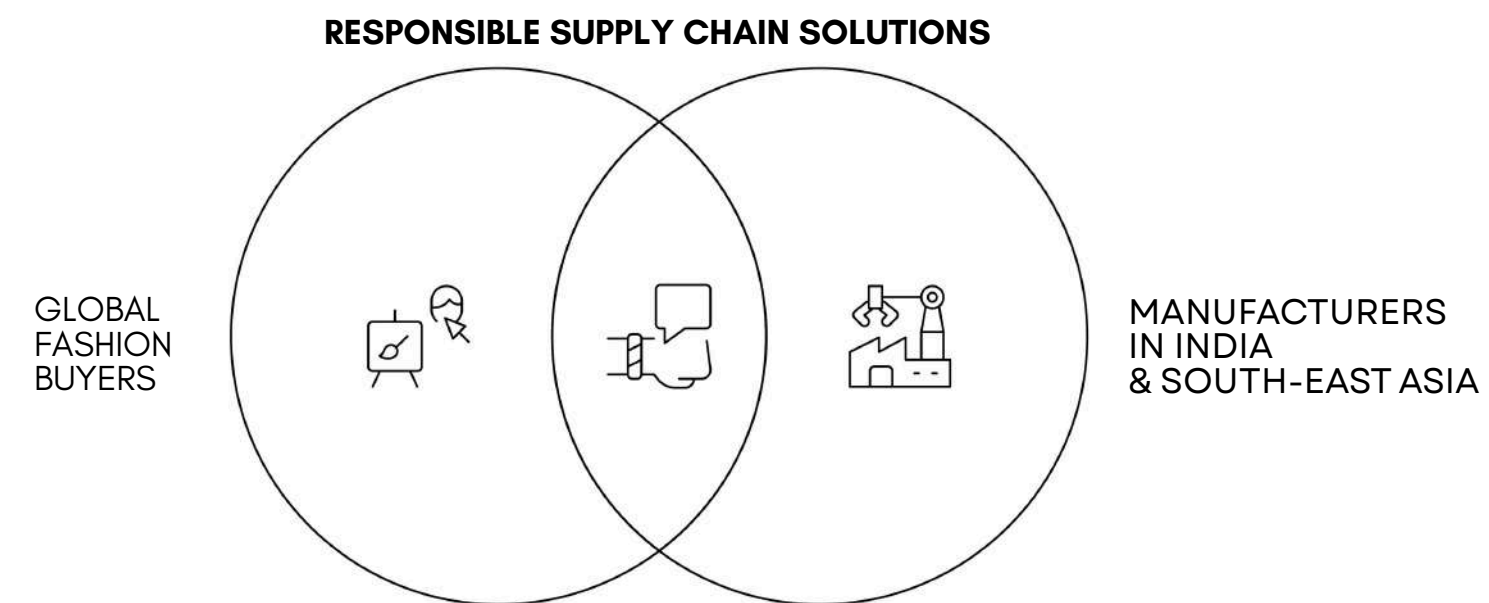 RESPONSIBLE SUPPLY CHAIN SOLUTIONS
GLOBAL
FASHION
BUYERS
MANUFACTURERS
IN INDIA
& SOUTH-EAST ASIA